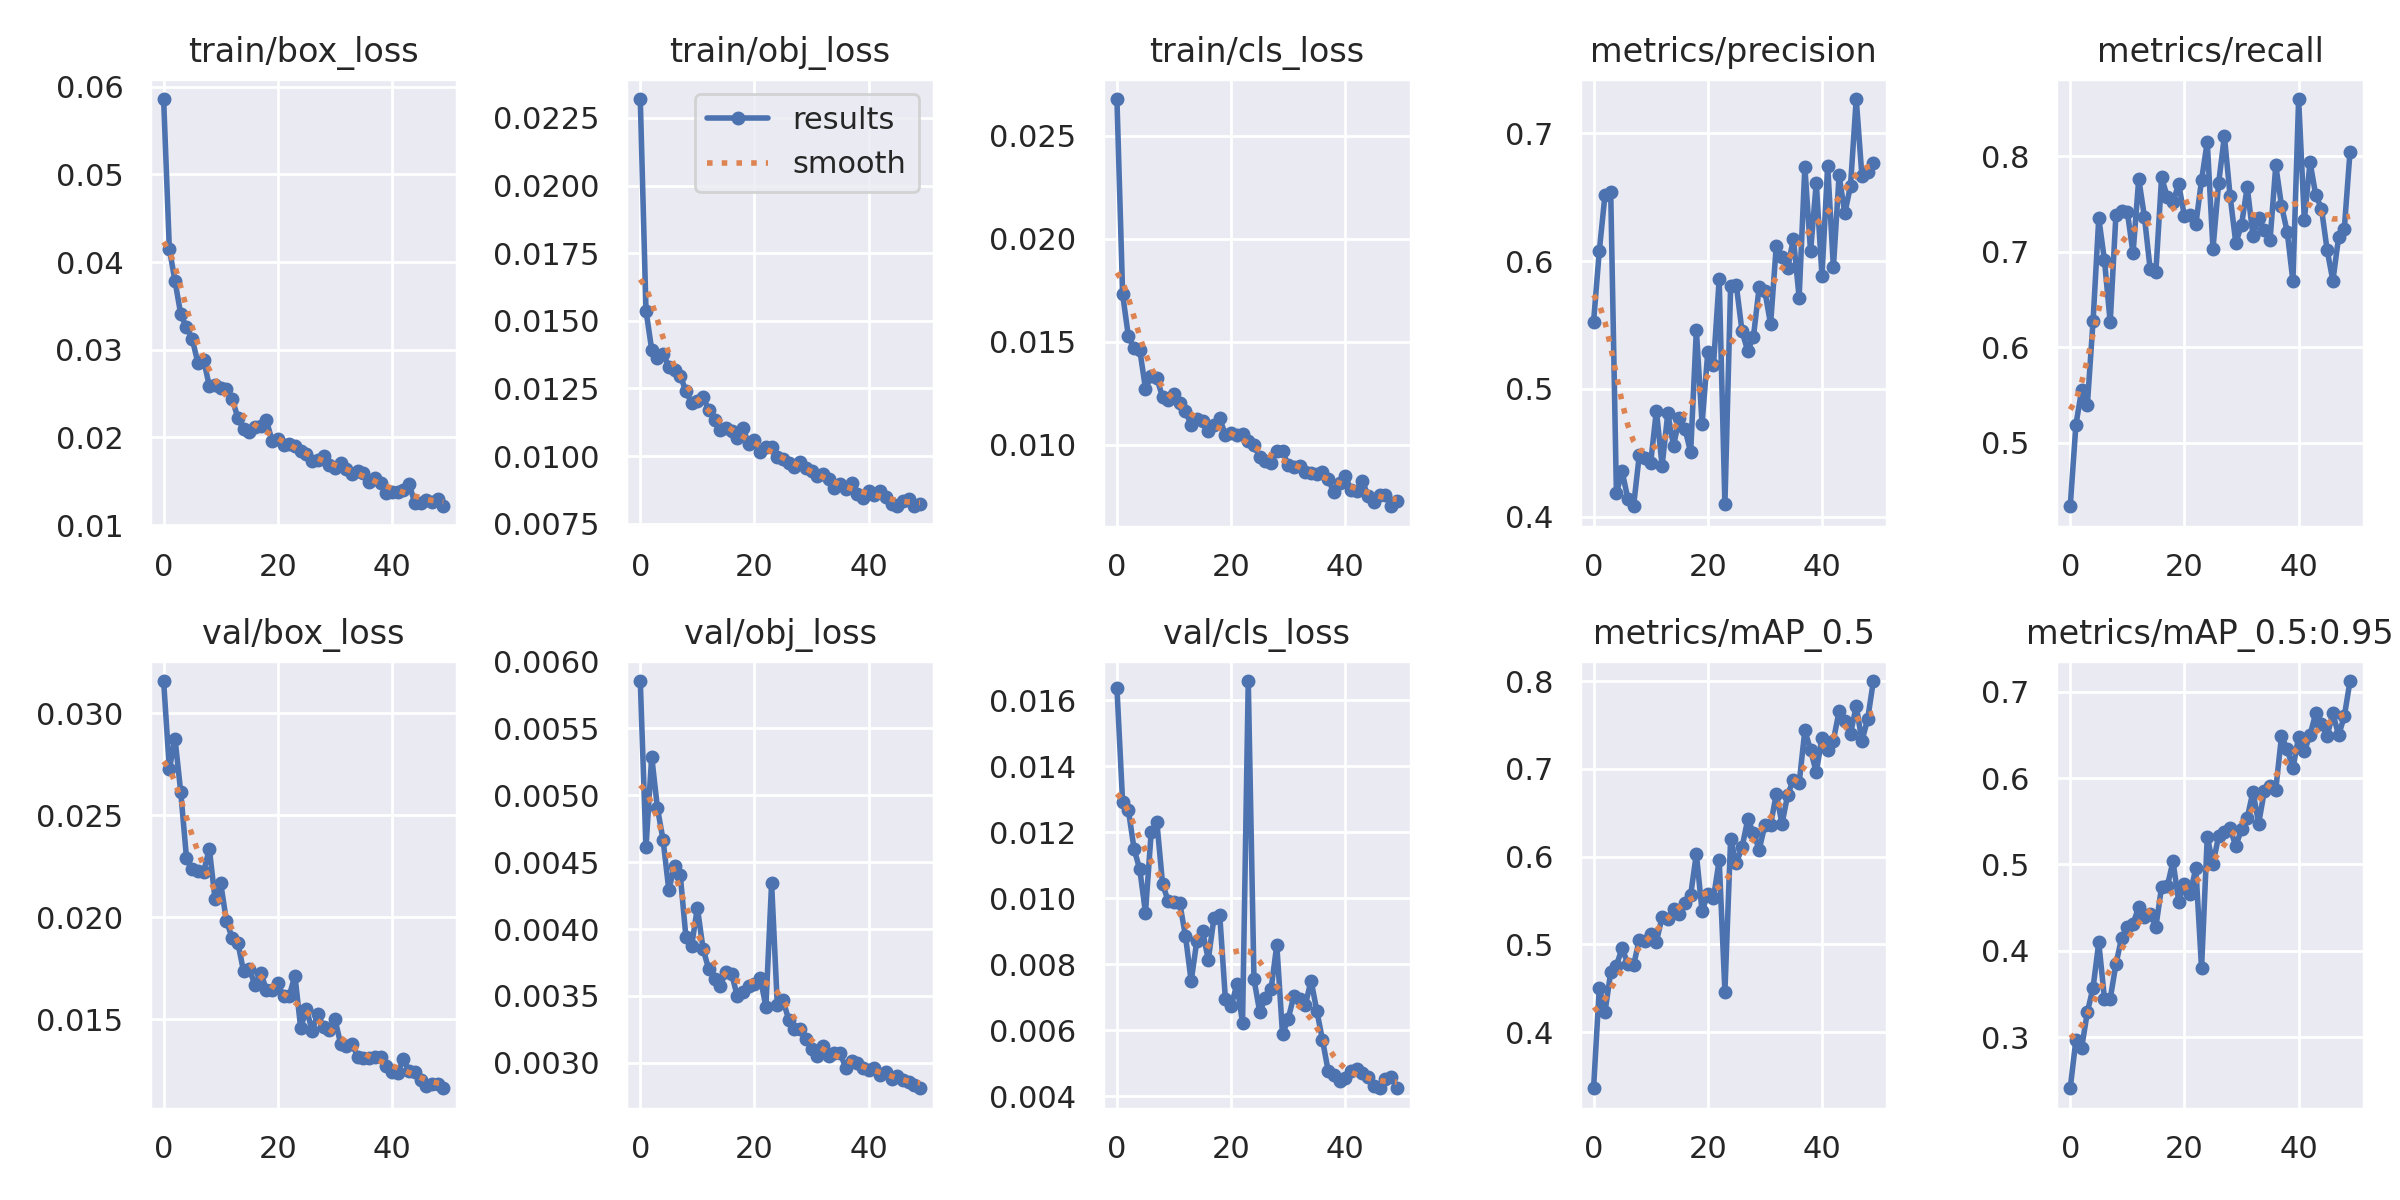 train/box_loss
0.06
0.05
0.04
0.03
0.02
0.01
0 20 40
train/obj_loss
results
smooth
0.0225
0.0200
0.0175
0.0150
0.0125
0.0100
0.0075
0 20 40
train/cls_loss
0.025
0.020
0.015
0.010
0 20 40
metrics/precision
0.7
0.6
0.5
0.4
0 20 40
metrics/recall
0.8
0.7
0.6
0.5
0 20 40
val/box_loss
0.030
0.025
0.020
0.015
0 20 40
val/obj_loss
0.0060
0.0055
0.0050
0.0045
0.0040
0.0035
0.0030
0 20 40
val/cls_loss
0.016
0.014
0.012
0.010
0.008
0.006
0.004
0 20 40
metrics/mAP_0.5
0.8
0.7
0.6
0.5
0.4
0 20 40
metrics/mAP_0.5:0.95
0.7
0.6
0.5
0.4
0.3
0 20 40